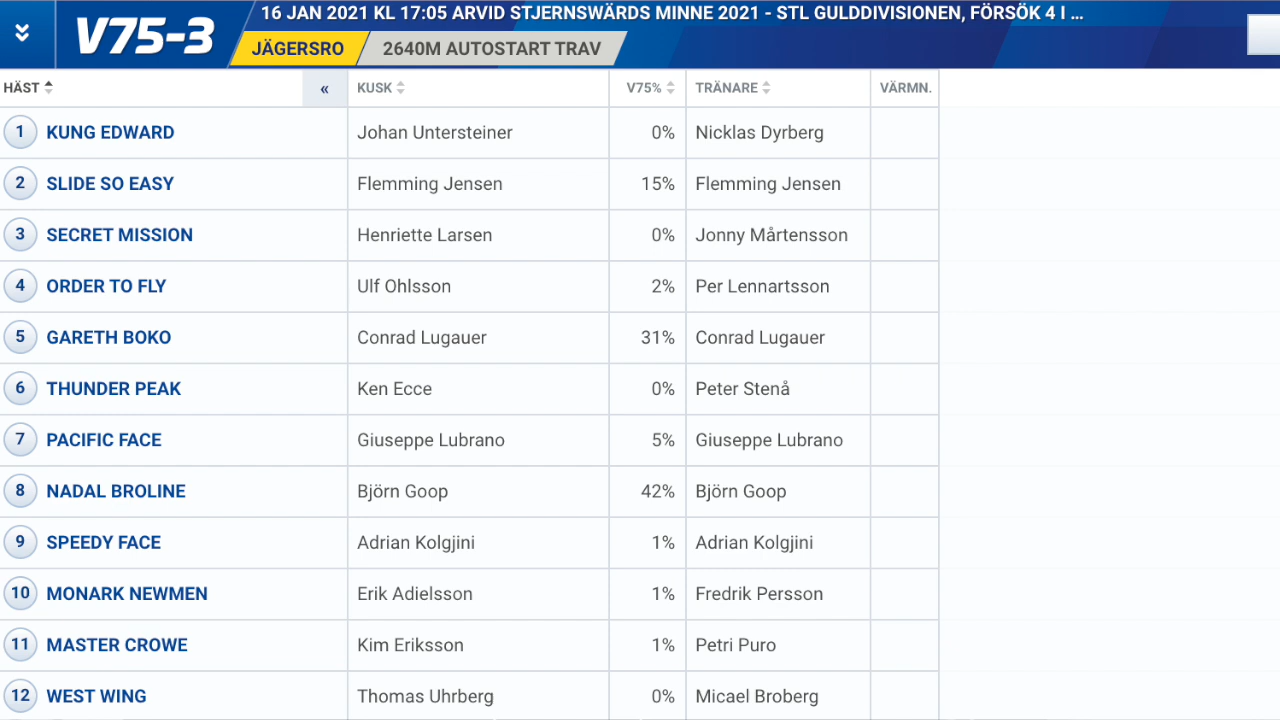 16 JAN 2021 KL 17:05 ARVID STJERNSWÄRDS MINNE 2021 - STL GULDDIVISIONEN, FÖRSÖK 4 I ...
V75-3
JÄGERSRO 2640M AUTOSTART TRAV
HÄST « KUSK V75% TRÄNARE VÄRMN.
1 KUNG EDWARD Johan Untersteiner 0% Nicklas Dyrberg
2 SLIDE SO EASY Flemming Jensen 15% Flemming Jensen
3 SECRET MISSION Henriette Larsen 0% Jonny Mårtensson
4 ORDER TO FLY Ulf Ohlsson 2% Per Lennartsson
5 GARETH BOKO Conrad Lugauer 31% Conrad Lugauer
6 THUNDER PEAK Ken Ecce 0% Peter Stenå
7 PACIFIC FACE Giuseppe Lubrano 5% Giuseppe Lubrano
8 NADAL BROLINE Björn Goop 42% Björn Goop
9 SPEEDY FACE Adrian Kolgjini 1% Adrian Kolgjini
10 MONARK NEWMEN Erik Adielsson 1% Fredrik Persson
11 MASTER CROWE Kim Eriksson 1% Petri Puro
12 WEST WING Thomas Uhrberg 0% Micael Broberg